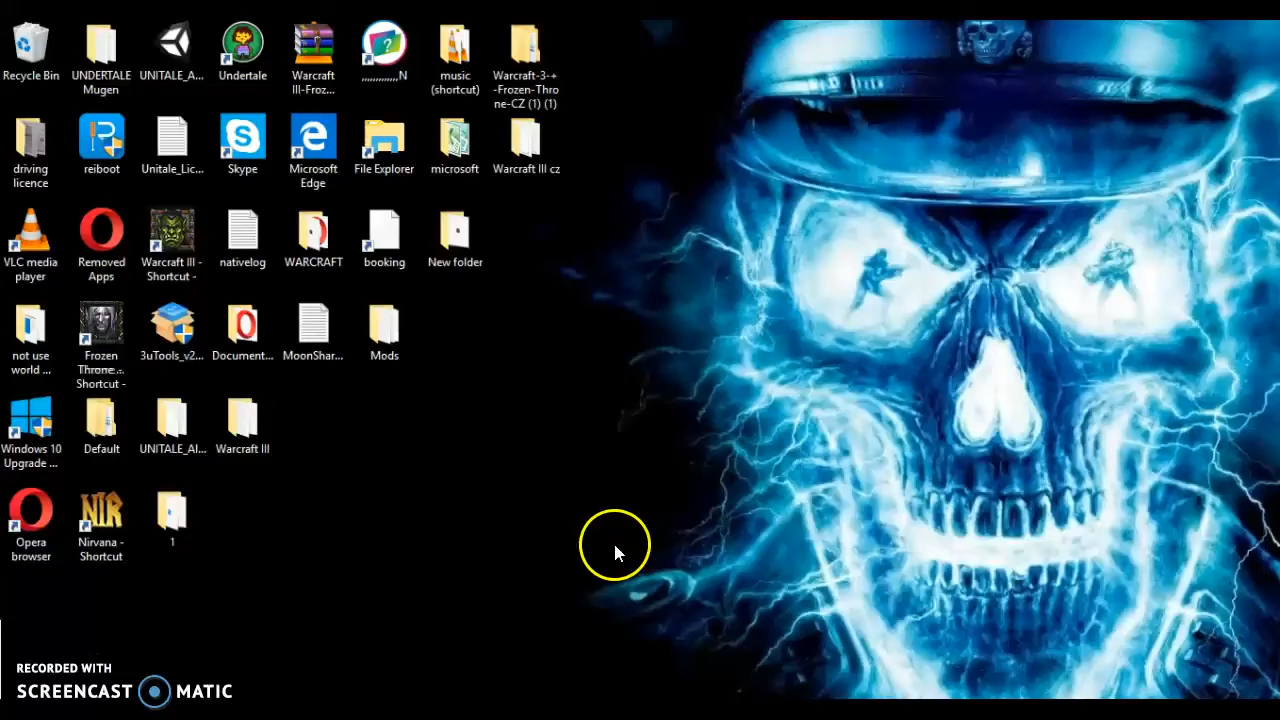 Recycle Bin
UNDERTALE
Mugen
UNITALE_A...
Undertale
Warcraft
III-Froz...
,,,,,,,,,,,,,N
music
(shortcut)
Warcraft-3-+
-Frozen-Thro
ne-CZ (1) (1)
driving
licence
reiboot
Unitale_Lic...
Skype
Microsoft
Edge
File Explorer
microsoft
Warcraft III cz
VLC media
player
Removed
Apps
Warcraft III -
Shortcut -
nativelog
WARCRAFT
booking
New folder
not use
world ...
Frozen
Throne...
Shortcut -
3uTools_v2...
Document...
MoonShar...
Mods
Windows 10
Upgrade ...
Default
UNITALE_Al...
Warcraft III
Opera
browser
NIR
Nirvana -
Shortcut
1
RECORDED WITH
SCREENCAST MATIC